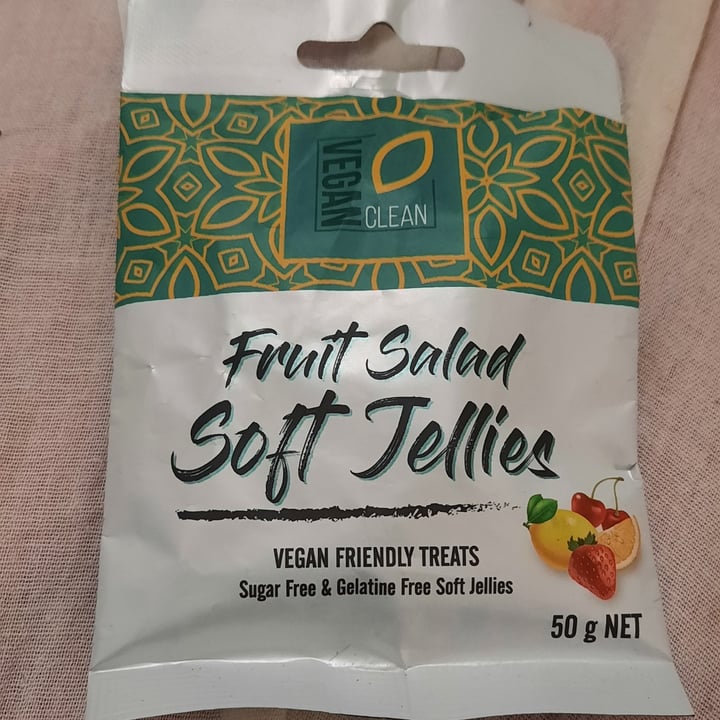 VEGAN
CLEAN
Fruit Salad
Soft Jellies
VEGAN FRIENDLY TREATS
Sugar Free & Gelatine Free Soft Jellies
50 g NET